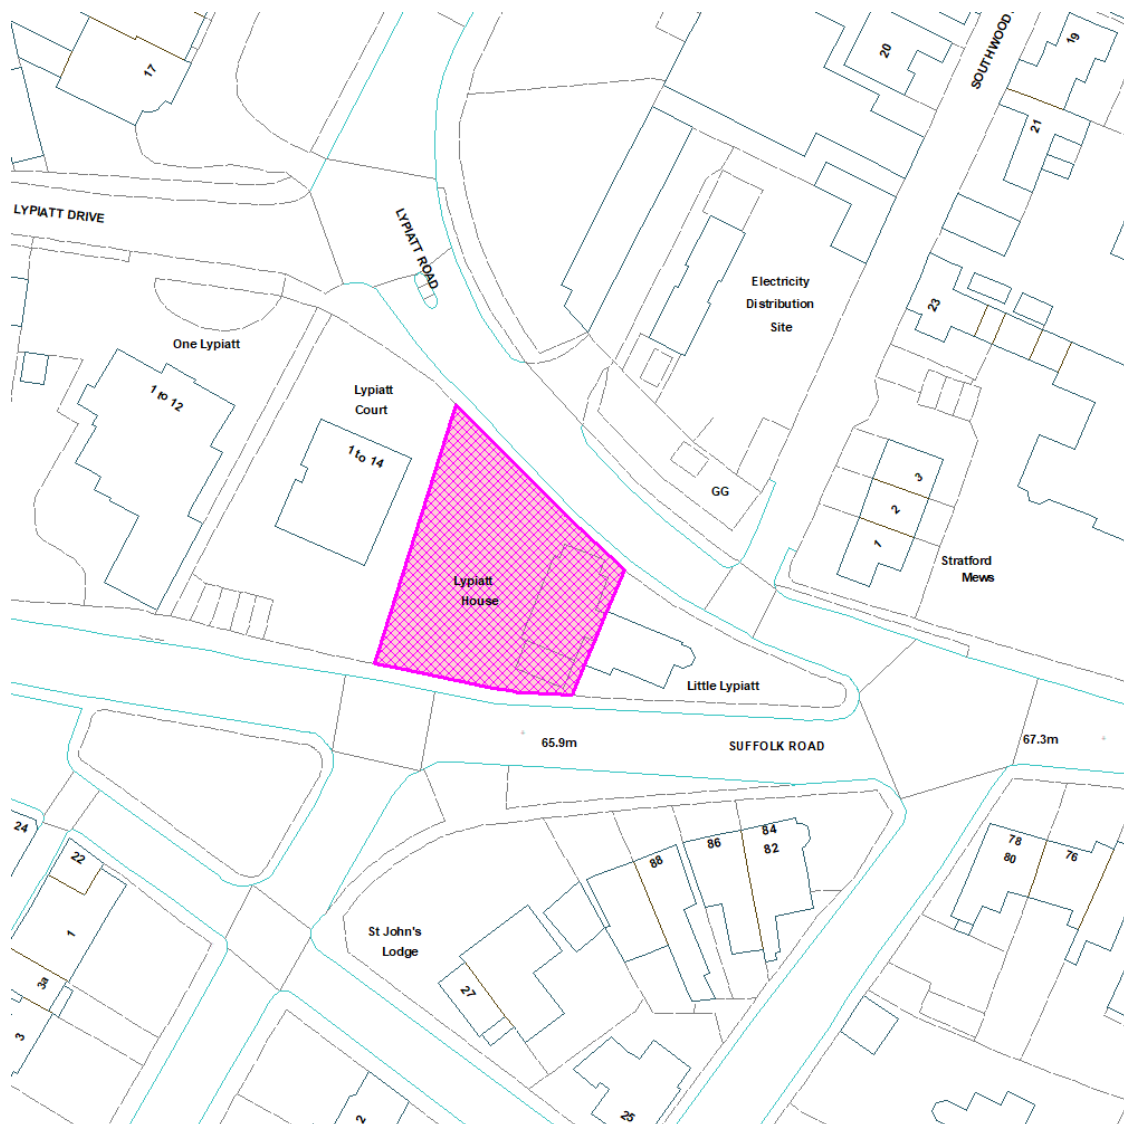 17
20
SOUTHWOOD
19
21
LYPIATT DRIVE
LYPIATT ROAD
Electricity
Distribution
Site
23
One Lypiatt
1 to 12
Lypiatt
Court
1 to 14
GG
3
2
1
Stratford
Mews
Lypiatt
House
Little Lypiatt
65.9m
SUFFOLK ROAD
67.3m
24
22
84
82
86
88
78
80
76
1
St John's
Lodge
3a
27
3
2
25